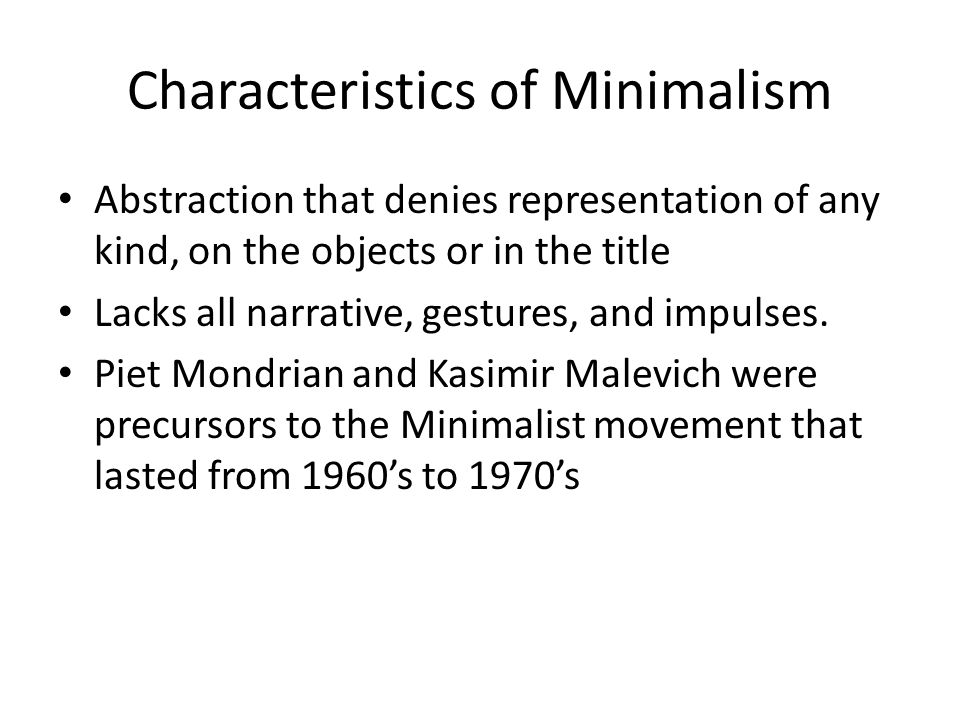 Characteristics of Minimalism
• Abstraction that denies representation of any
kind, on the objects or in the title
• Lacks all narrative, gestures, and impulses.
• Piet Mondrian and Kasimir Malevich were
precursors to the Minimalist movement that
lasted from 1960’s to 1970’s